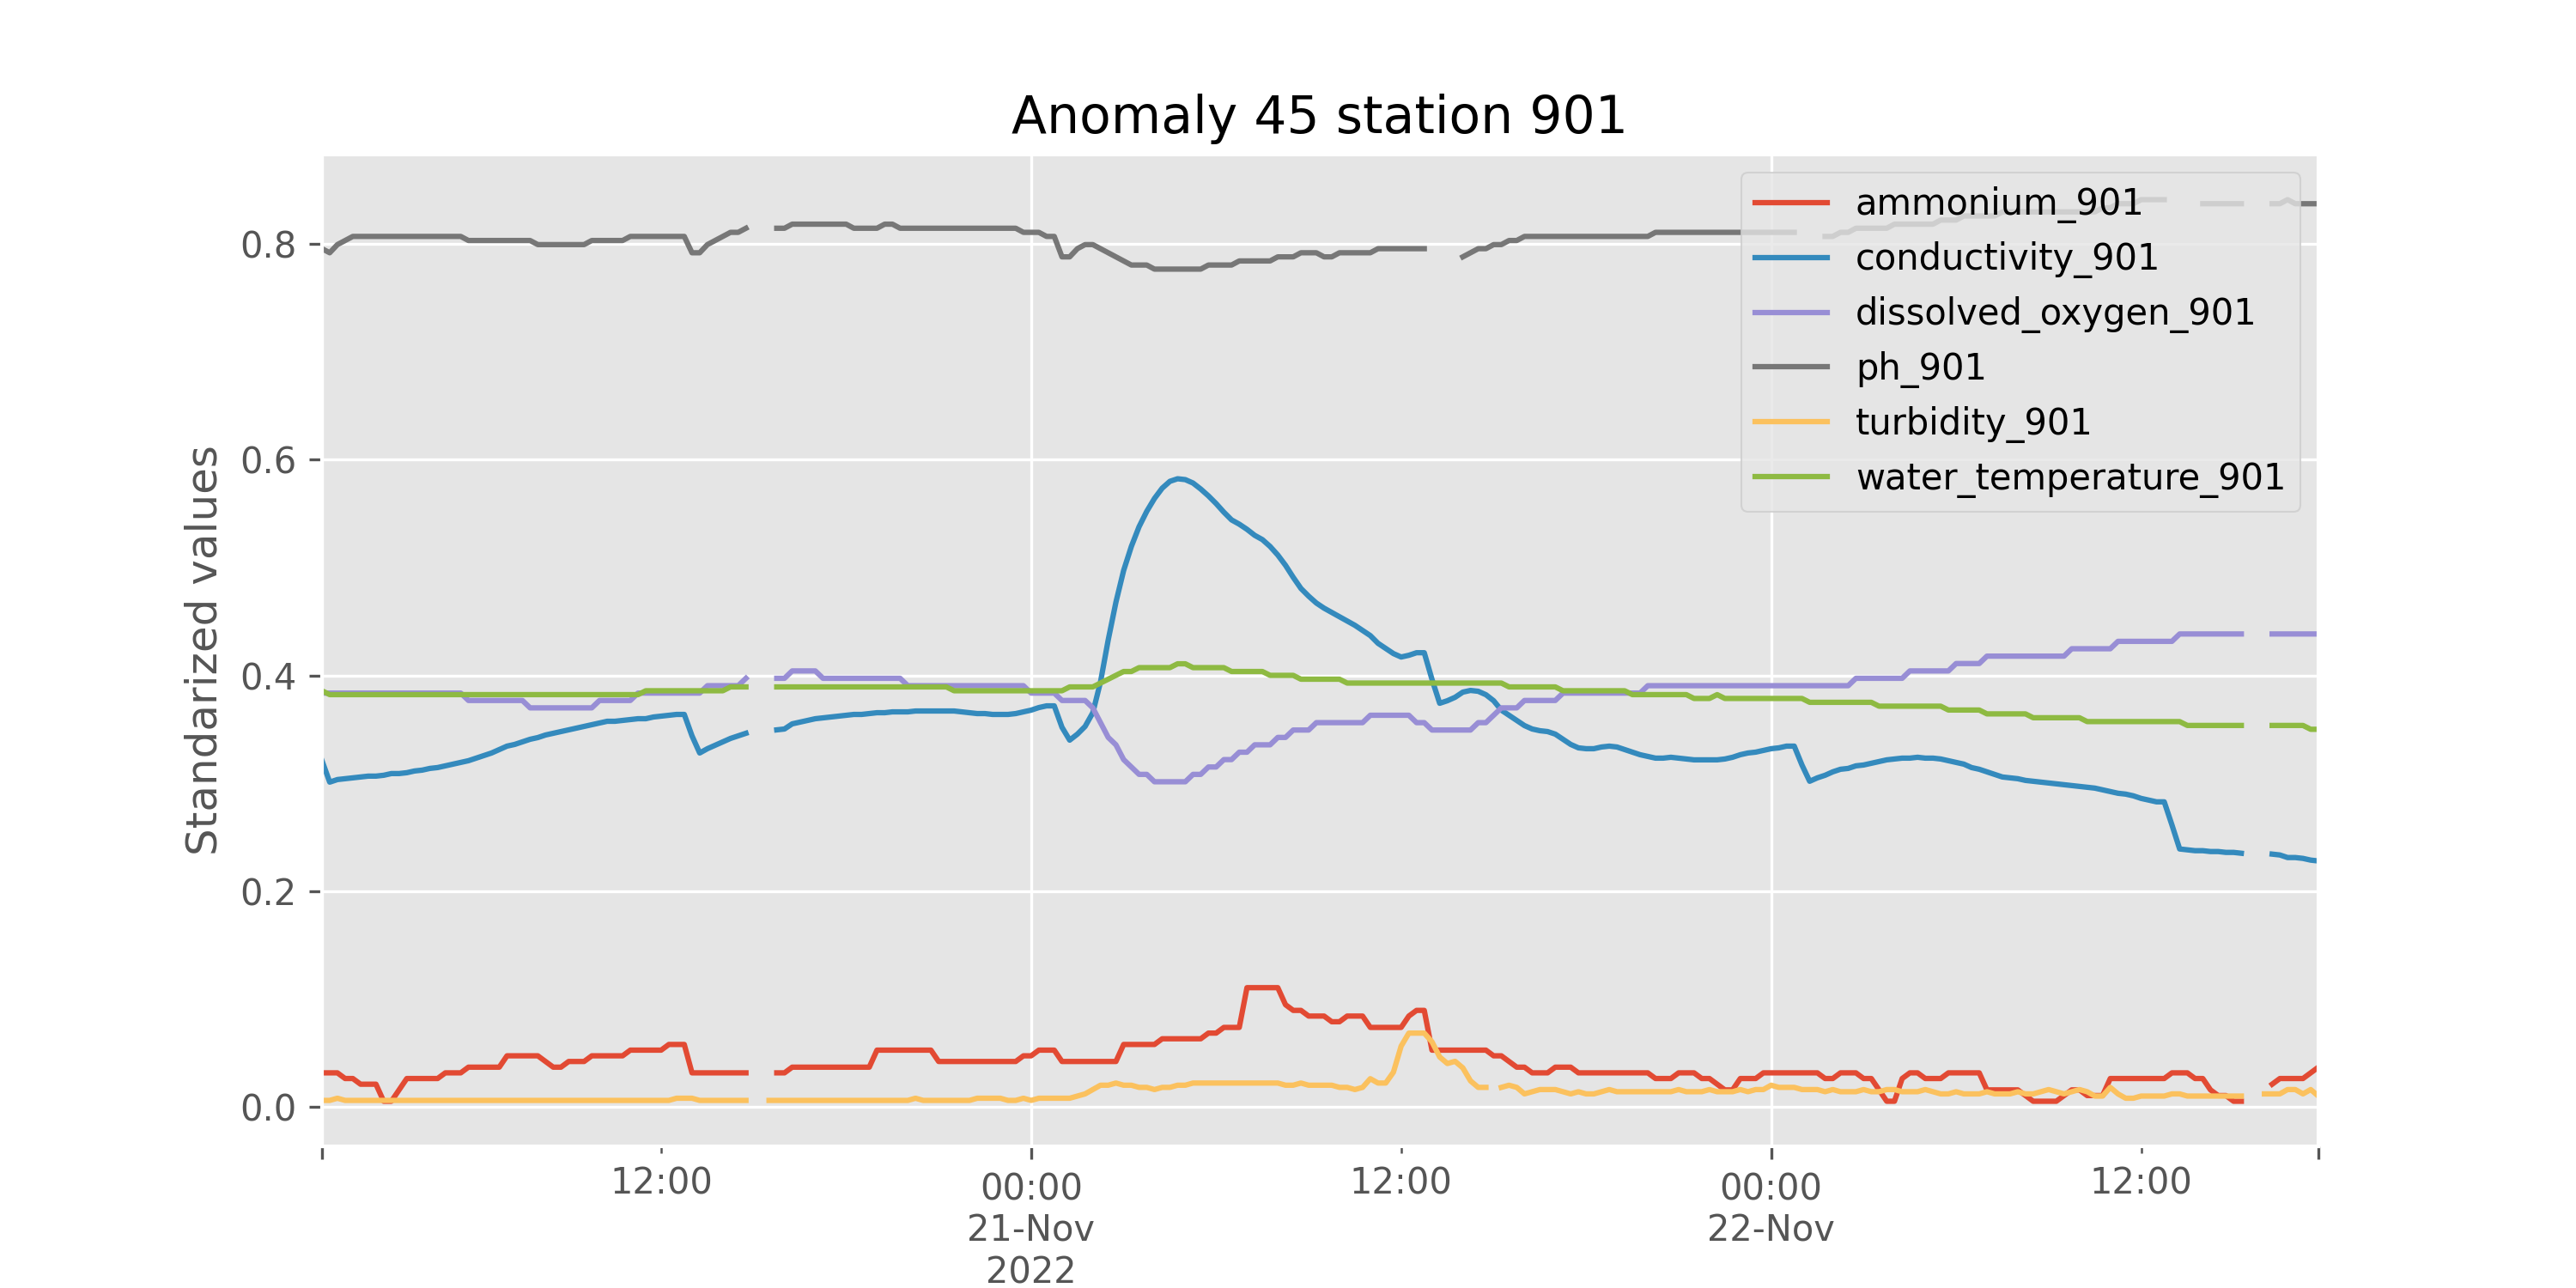 Anomaly 45 station 901
ammonium_901
conductivity_901
dissolved_oxygen_901
ph_901
turbidity_901
water_temperature_901
Standarized values
0.8
0.6
0.4
0.2
0.0
12:00
00:00
21-Nov
2022
12:00
00:00
22-Nov
12:00